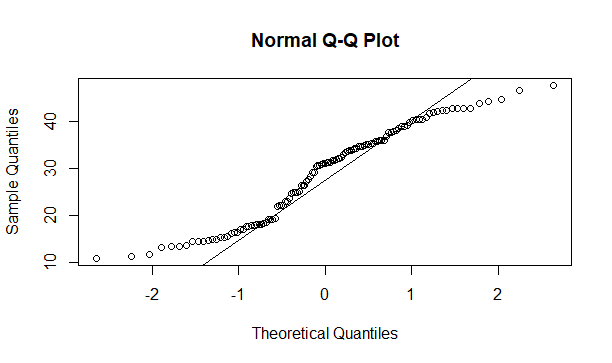 Normal Q-Q Plot
Sample Quantiles
40
30
20
10
-2 -1 0 1 2
Theoretical Quantiles